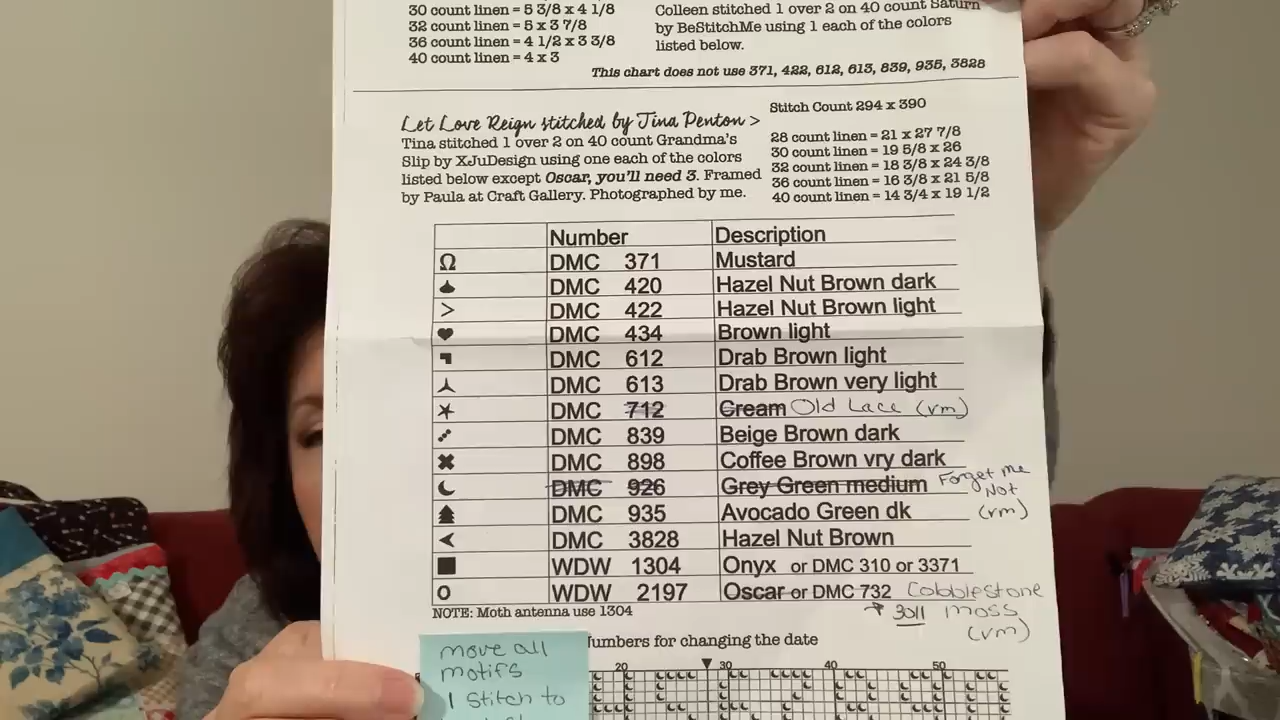 30 count linen = 5 3/8 x 4 1/8
32 count linen = 5 x 3 7/8
36 count linen = 4 1/2 x 3 3/8
40 count linen = 4 x 3
Colleen stitched 1 over 2 on 40 count Saturn
by BeStitchMe using 1 each of the colors
listed below.
This chart does not use 371, 422, 612, 613, 839, 935, 3828
Let Love Reign stitched by Tina Penton >
Tina stitched 1 over 2 on 40 count Grandma's
Slip by XJuDesign using one each of the colors
listed below except Oscar, you'll need 3. Framed
by Paula at Craft Gallery. Photographed by me.
Stitch Count 294 x 390
28 count linen = 21 x 27 7/8
30 count linen = 19 5/8 x 26
32 count linen = 18 3/8 x 24 3/8
36 count linen = 16 3/8 x 21 5/8
40 count linen = 14 3/4 x 19 1/2
Number Description
Ω DMC 371 Mustard
DMC 420 Hazel Nut Brown dark
> DMC 422 Hazel Nut Brown light
♥ DMC 434 Brown light
DMC 612 Drab Brown light
DMC 613 Drab Brown very light
DMC 712 Cream Old Lace (rm)
DMC 839 Beige Brown dark
✖ DMC 898 Coffee Brown vry dark
DMC 926 Grey Green medium Forget me
Not
(rm)
DMC 935 Avocado Green dk
DMC 3828 Hazel Nut Brown
■ WDW 1304 Onyx or DMC 310 or 3371
O WDW 2197 Oscar or DMC 732 Cobblestone
3011 moss
(rm)
NOTE: Moth antenna use 1304
numbers for changing the date
20 30 40 50
move all
motifs
1 stitch to